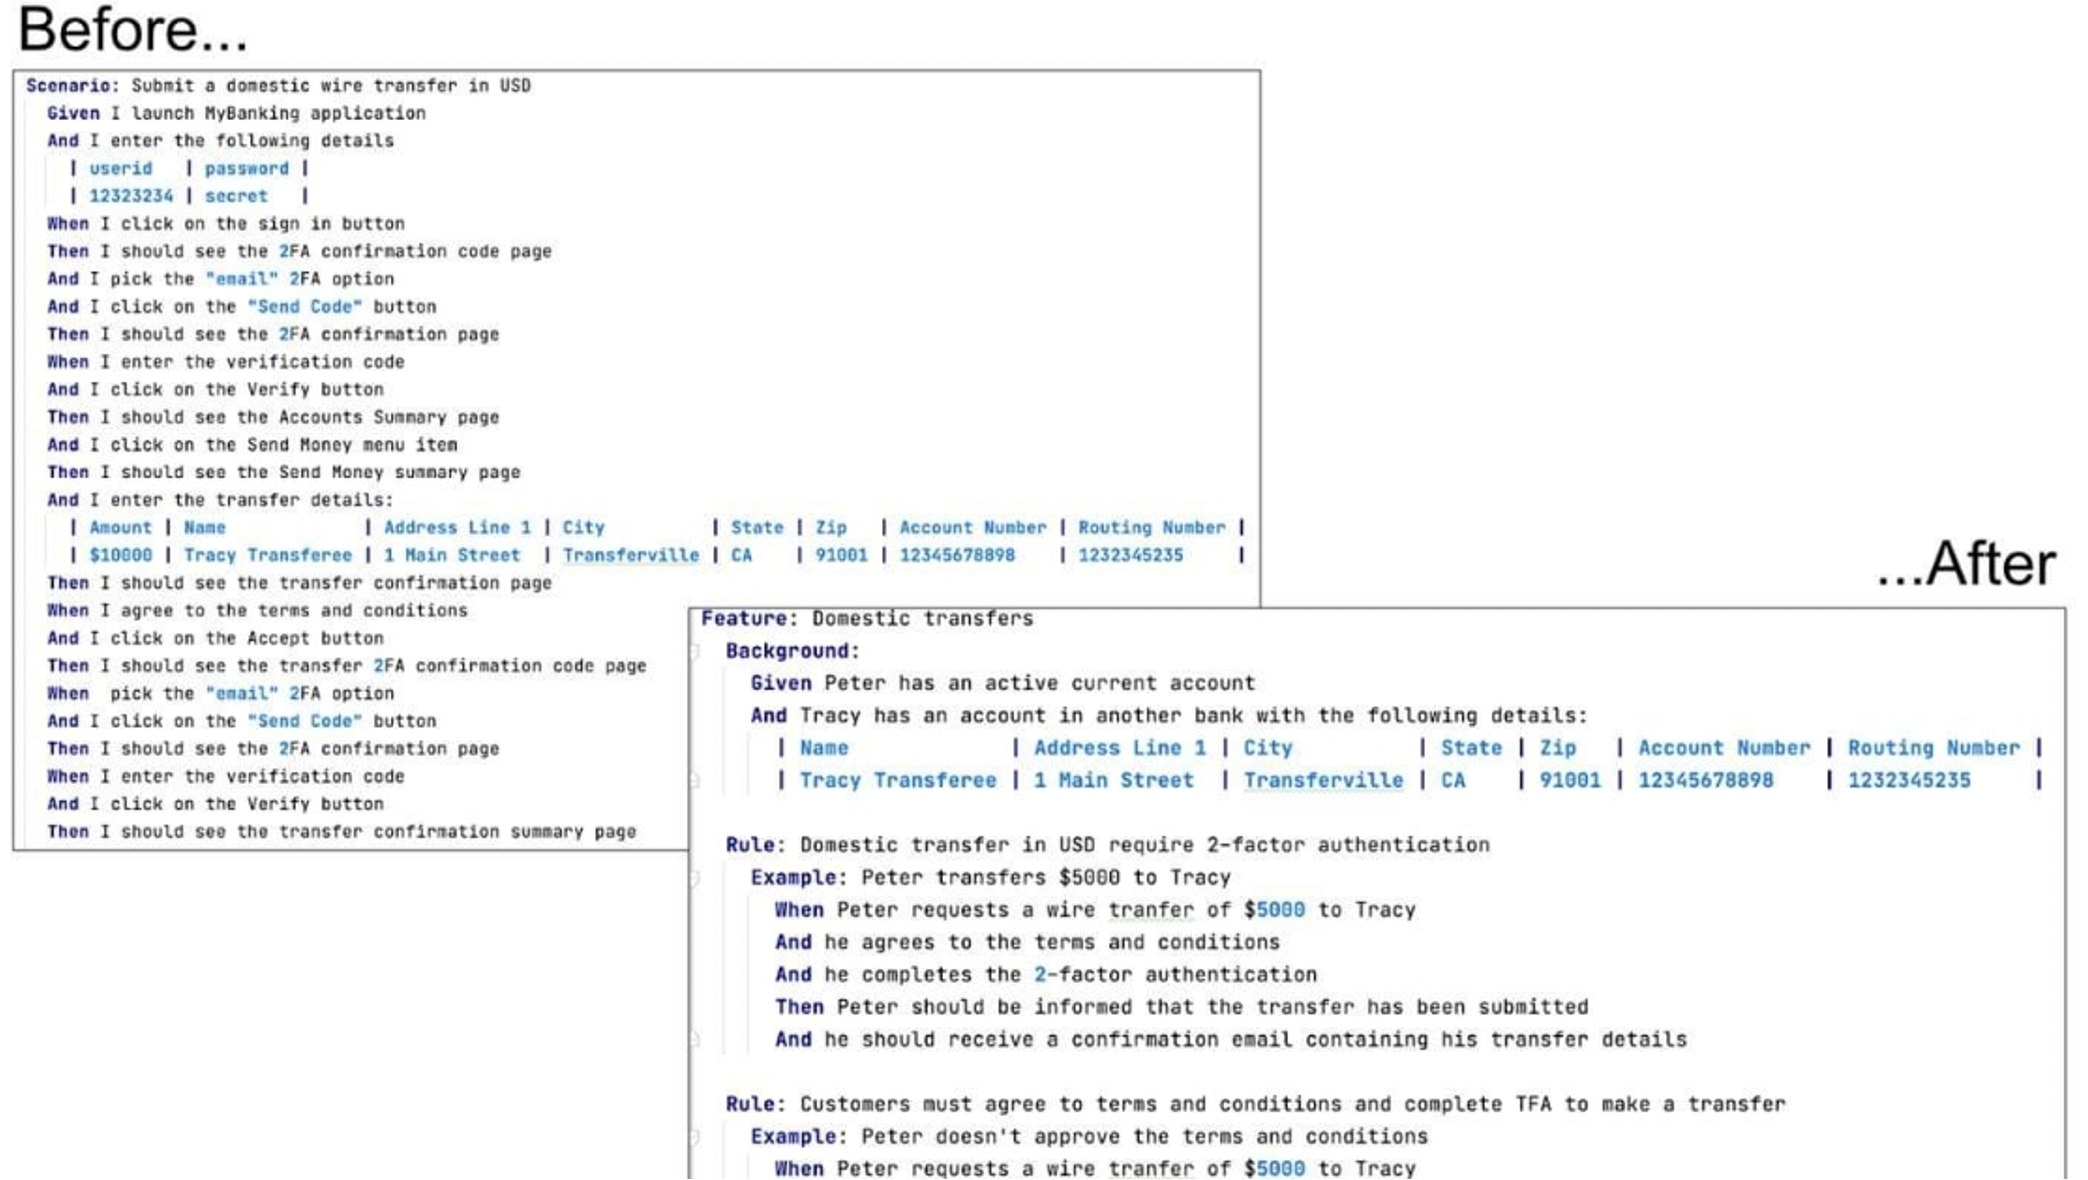 Before...
Scenario: Submit a domestic wire transfer in USD
Given I launch MyBanking application
And I enter the following details
| userid | password |
| 12323234 | secret |
When I click on the sign in button
Then I should see the 2FA confirmation code page
And I pick the "email" 2FA option
And I click on the "Send Code" button
Then I should see the 2FA confirmation page
When I enter the verification code
And I click on the Verify button
Then I should see the Accounts Summary page
And I click on the Send Money menu item
Then I should see the Send Money summary page
And I enter the transfer details:
| Amount | Name | Address Line 1 | City | State | Zip | Account Number | Routing Number |
| $10000 | Tracy Transferee | 1 Main Street | Transferville | CA | 91001 | 12345678898 | 1232345235 |
Then I should see the transfer confirmation page
When I agree to the terms and conditions
And I click on the Accept button
Then I should see the transfer 2FA confirmation code page
When pick the "email" 2FA option
And I click on the "Send Code" button
Then I should see the 2FA confirmation page
When I enter the verification code
And I click on the Verify button
Then I should see the transfer confirmation summary page
...After
Feature: Domestic transfers
Background:
Given Peter has an active current account
And Tracy has an account in another bank with the following details:
| Name | Address Line 1 | City | State | Zip | Account Number | Routing Number |
| Tracy Transferee | 1 Main Street | Transferville | CA | 91001 | 12345678898 | 1232345235 |
Rule: Domestic transfer in USD require 2-factor authentication
Example: Peter transfers $5000 to Tracy
When Peter requests a wire tranfer of $5000 to Tracy
And he agrees to the terms and conditions
And he completes the 2-factor authentication
Then Peter should be informed that the transfer has been submitted
And he should receive a confirmation email containing his transfer details
Rule: Customers must agree to terms and conditions and complete TFA to make a transfer
Example: Peter doesn't approve the terms and conditions
When Peter requests a wire tranfer of $5000 to Tracy